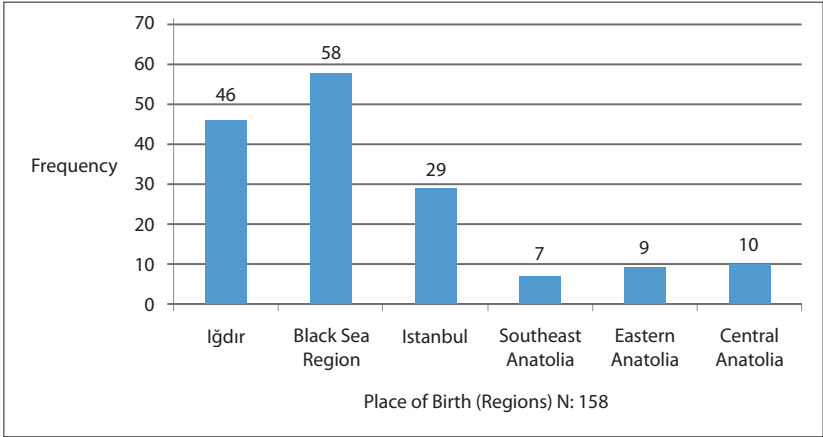 70
60
50
40
30
20
10
0
Frequency
46
58
29
7
9
10
Iğdır
Black Sea
Region
Istanbul
Southeast
Anatolia
Eastern
Anatolia
Central
Anatolia
Place of Birth (Regions) N: 158